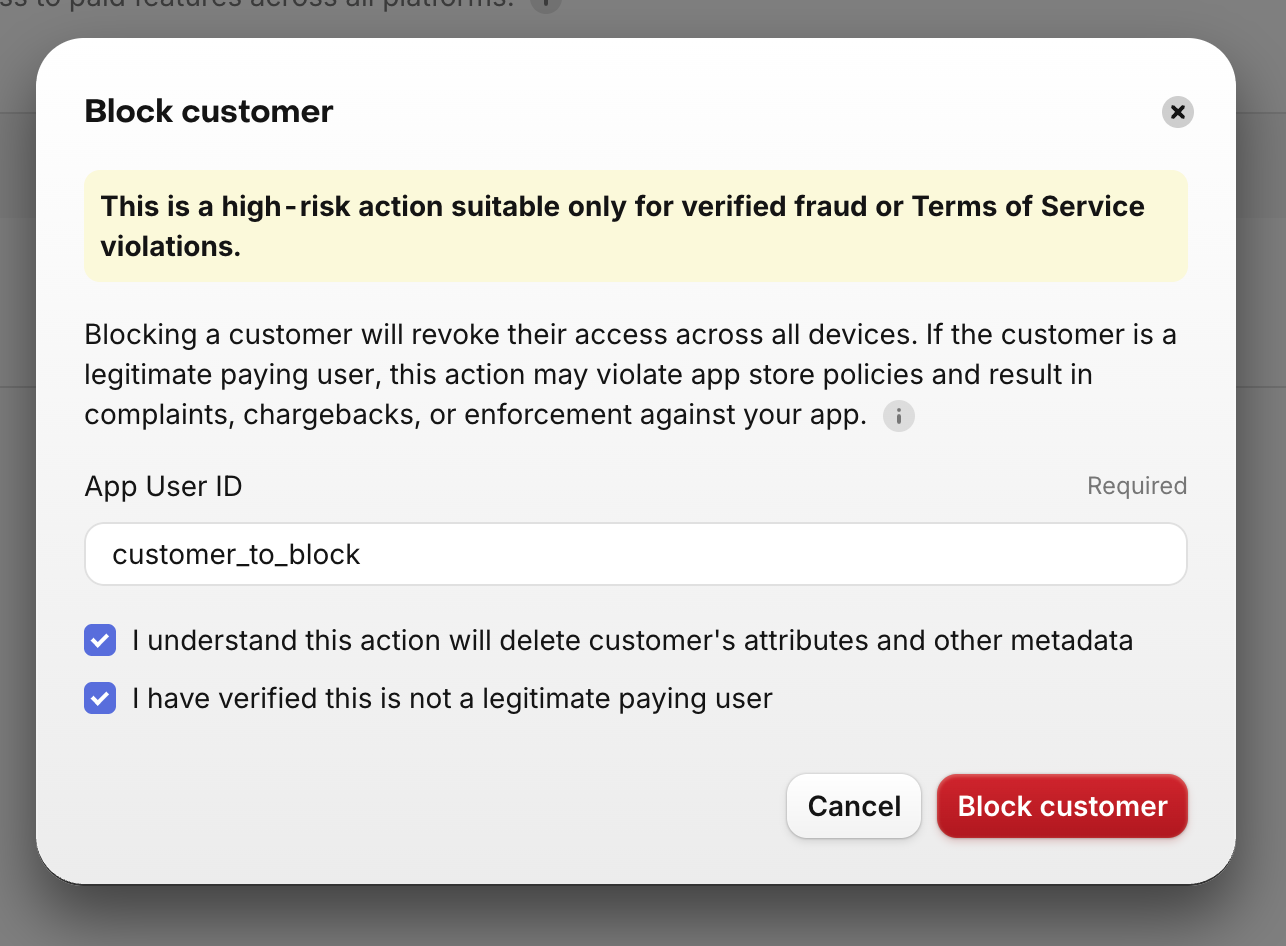 ss to paid features across all platforms.
Block customer
This is a high-risk action suitable only for verified fraud or Terms of Service
violations.
Blocking a customer will revoke their access across all devices. If the customer is a
legitimate paying user, this action may violate app store policies and result in
complaints, chargebacks, or enforcement against your app.
App User ID
Required
customer_to_block
I understand this action will delete customer's attributes and other metadata
I have verified this is not a legitimate paying user
Cancel
Block customer